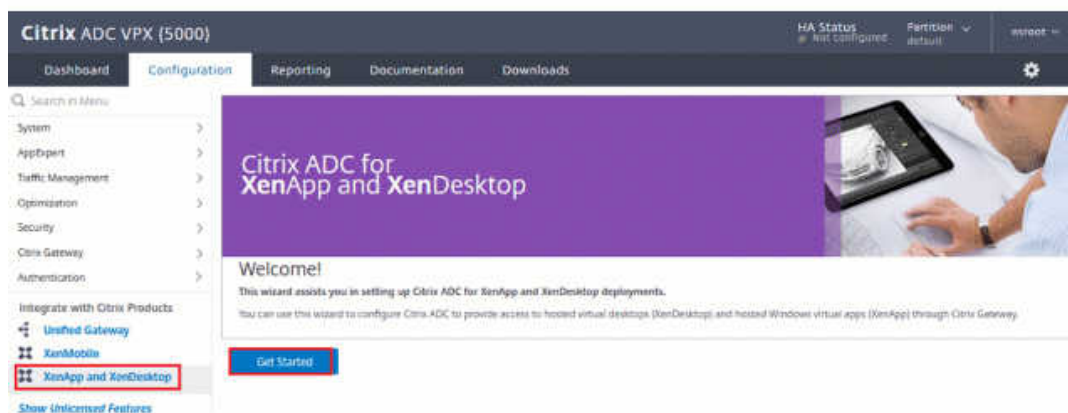 Citrix ADC VPX (5000)
HA Status
Not configured
Partition
default
nsroot
Dashboard
Configuration
Reporting
Documentation
Downloads
Search in Menu
System
AppExpert
Traffic Management
Optimization
Security
Citrix Gateway
Authentication
Integrate with Citrix Products
Unified Gateway
XenMobile
XenApp and XenDesktop
Show Unlicensed Features
Citrix ADC for
XenApp and XenDesktop
Welcome!
This wizard assists you in setting up Citrix ADC for XenApp and XenDesktop deployments.
You can use this wizard to configure Citrix ADC to provide access to hosted virtual desktops (XenDesktop) and hosted Windows virtual apps (XenApp) through Citrix Gateway.
Get Started